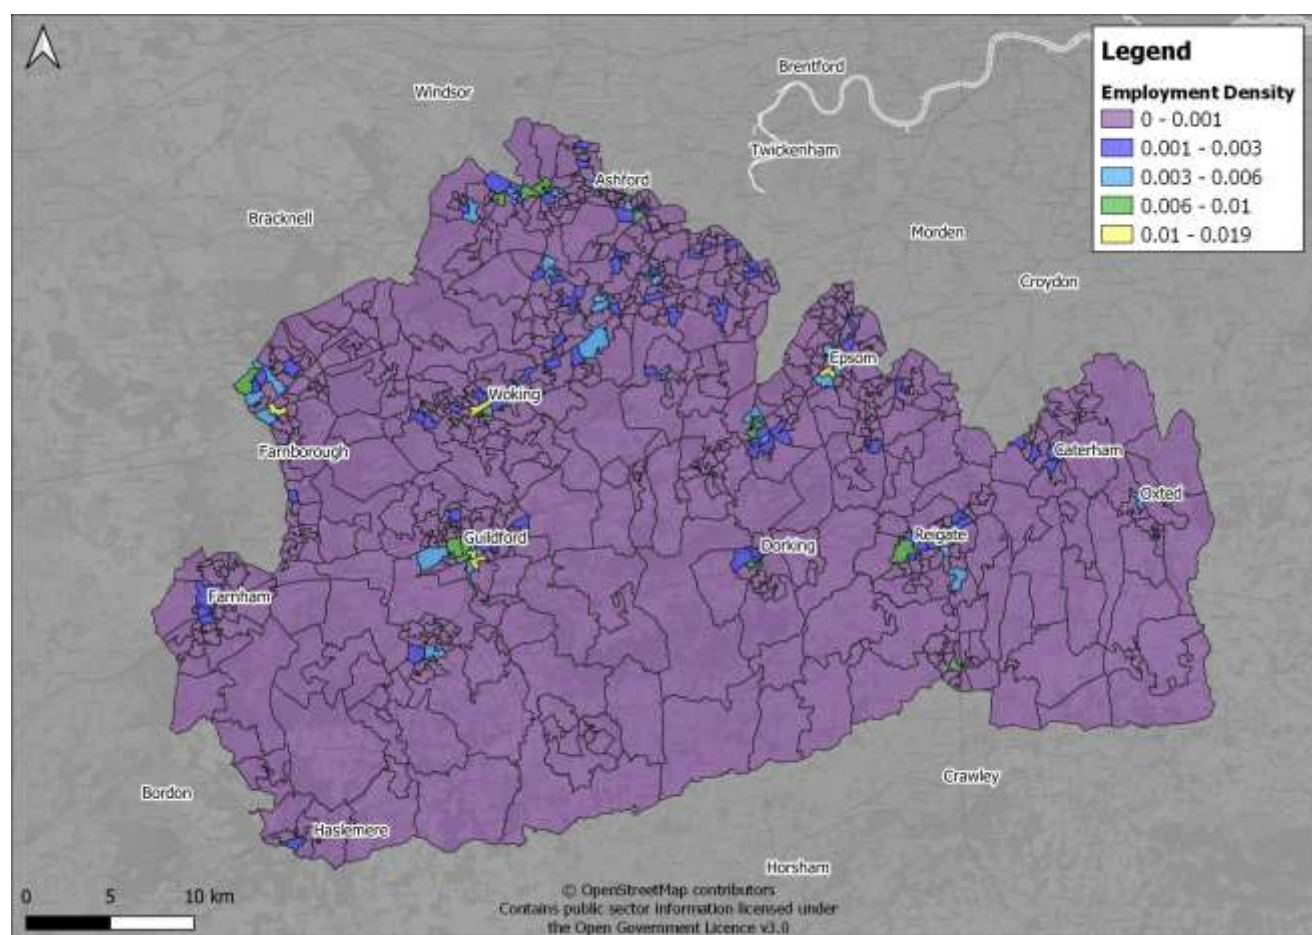 Legend
Employment Density
0 - 0.001
0.001 - 0.003
0.003 - 0.006
0.006 - 0.01
0.01 - 0.019
Brentford
Windsor
Twickenham
Ashford
Bracknell
Morden
Croydon
Epsom
Woking
Farnborough
Caterham
Oxted
Guildford
Reigate
Dorking
Farnham
Crawley
Bordon
Haslemere
Horsham
0 5 10 km
© OpenStreetMap contributors
Contains public sector information licensed under
the Open Government Licence v3.0